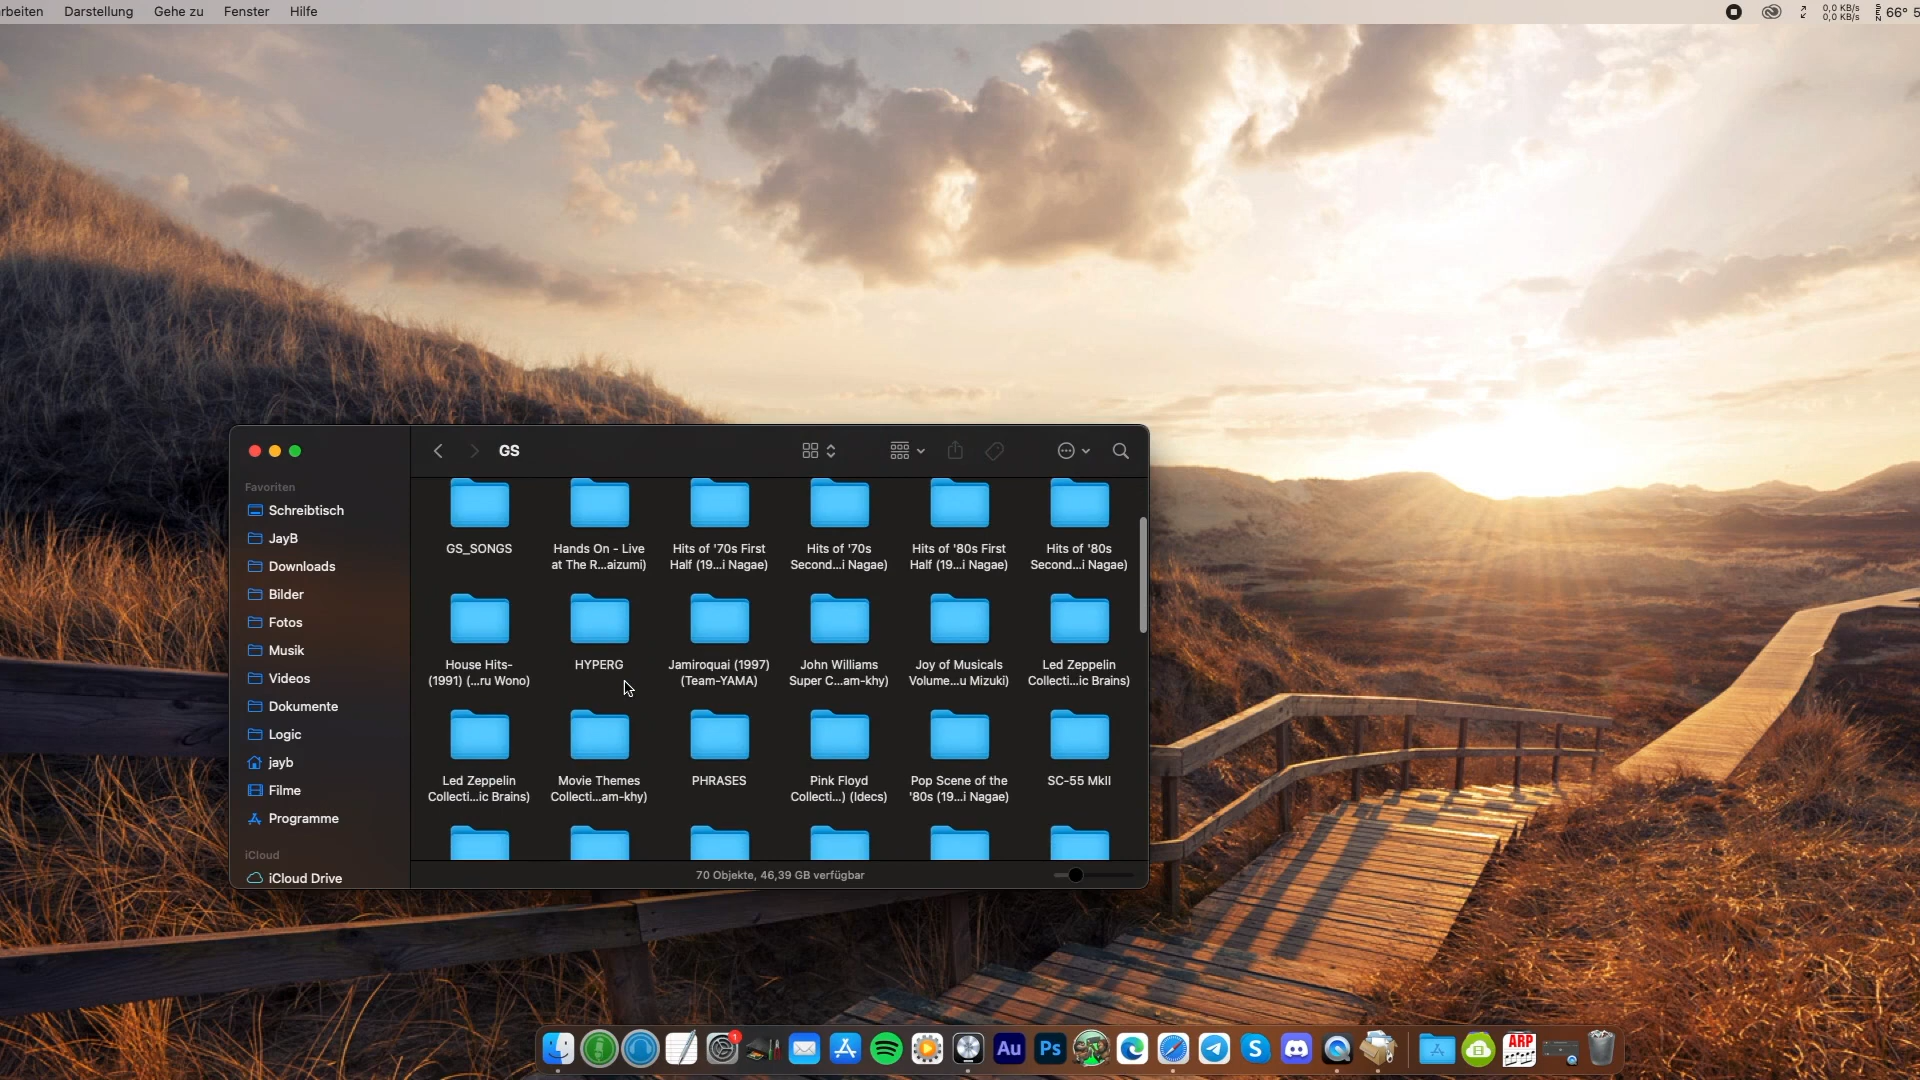 rbeiten Darstellung Gehe zu Fenster Hilfe
0,0 KB/s
0,0 KB/s
SEN 66° 5
GS
Favoriten
Schreibtisch
JayB
Downloads
Bilder
Fotos
Musik
Videos
Dokumente
Logic
jayb
Filme
Programme
iCloud
iCloud Drive
GS_SONGS
Hands On - Live
at The R...aizumi)
Hits of '70s First
Half (19...i Nagae)
Hits of '70s
Second...i Nagae)
Hits of '80s First
Half (19...i Nagae)
Hits of '80s
Second...i Nagae)
House Hits-
(1991) (...ru Wono)
HYPERG
Jamiroquai (1997)
(Team-YAMA)
John Williams
Super C...am-khy)
Joy of Musicals
Volume...u Mizuki)
Led Zeppelin
Collecti...ic Brains)
Led Zeppelin
Collecti...ic Brains)
Movie Themes
Collecti...am-khy)
PHRASES
Pink Floyd
Collecti...) (Idecs)
Pop Scene of the
'80s (19...i Nagae)
SC-55 MkII
70 Objekte, 46,39 GB verfügbar
1
Au
Ps
ARP